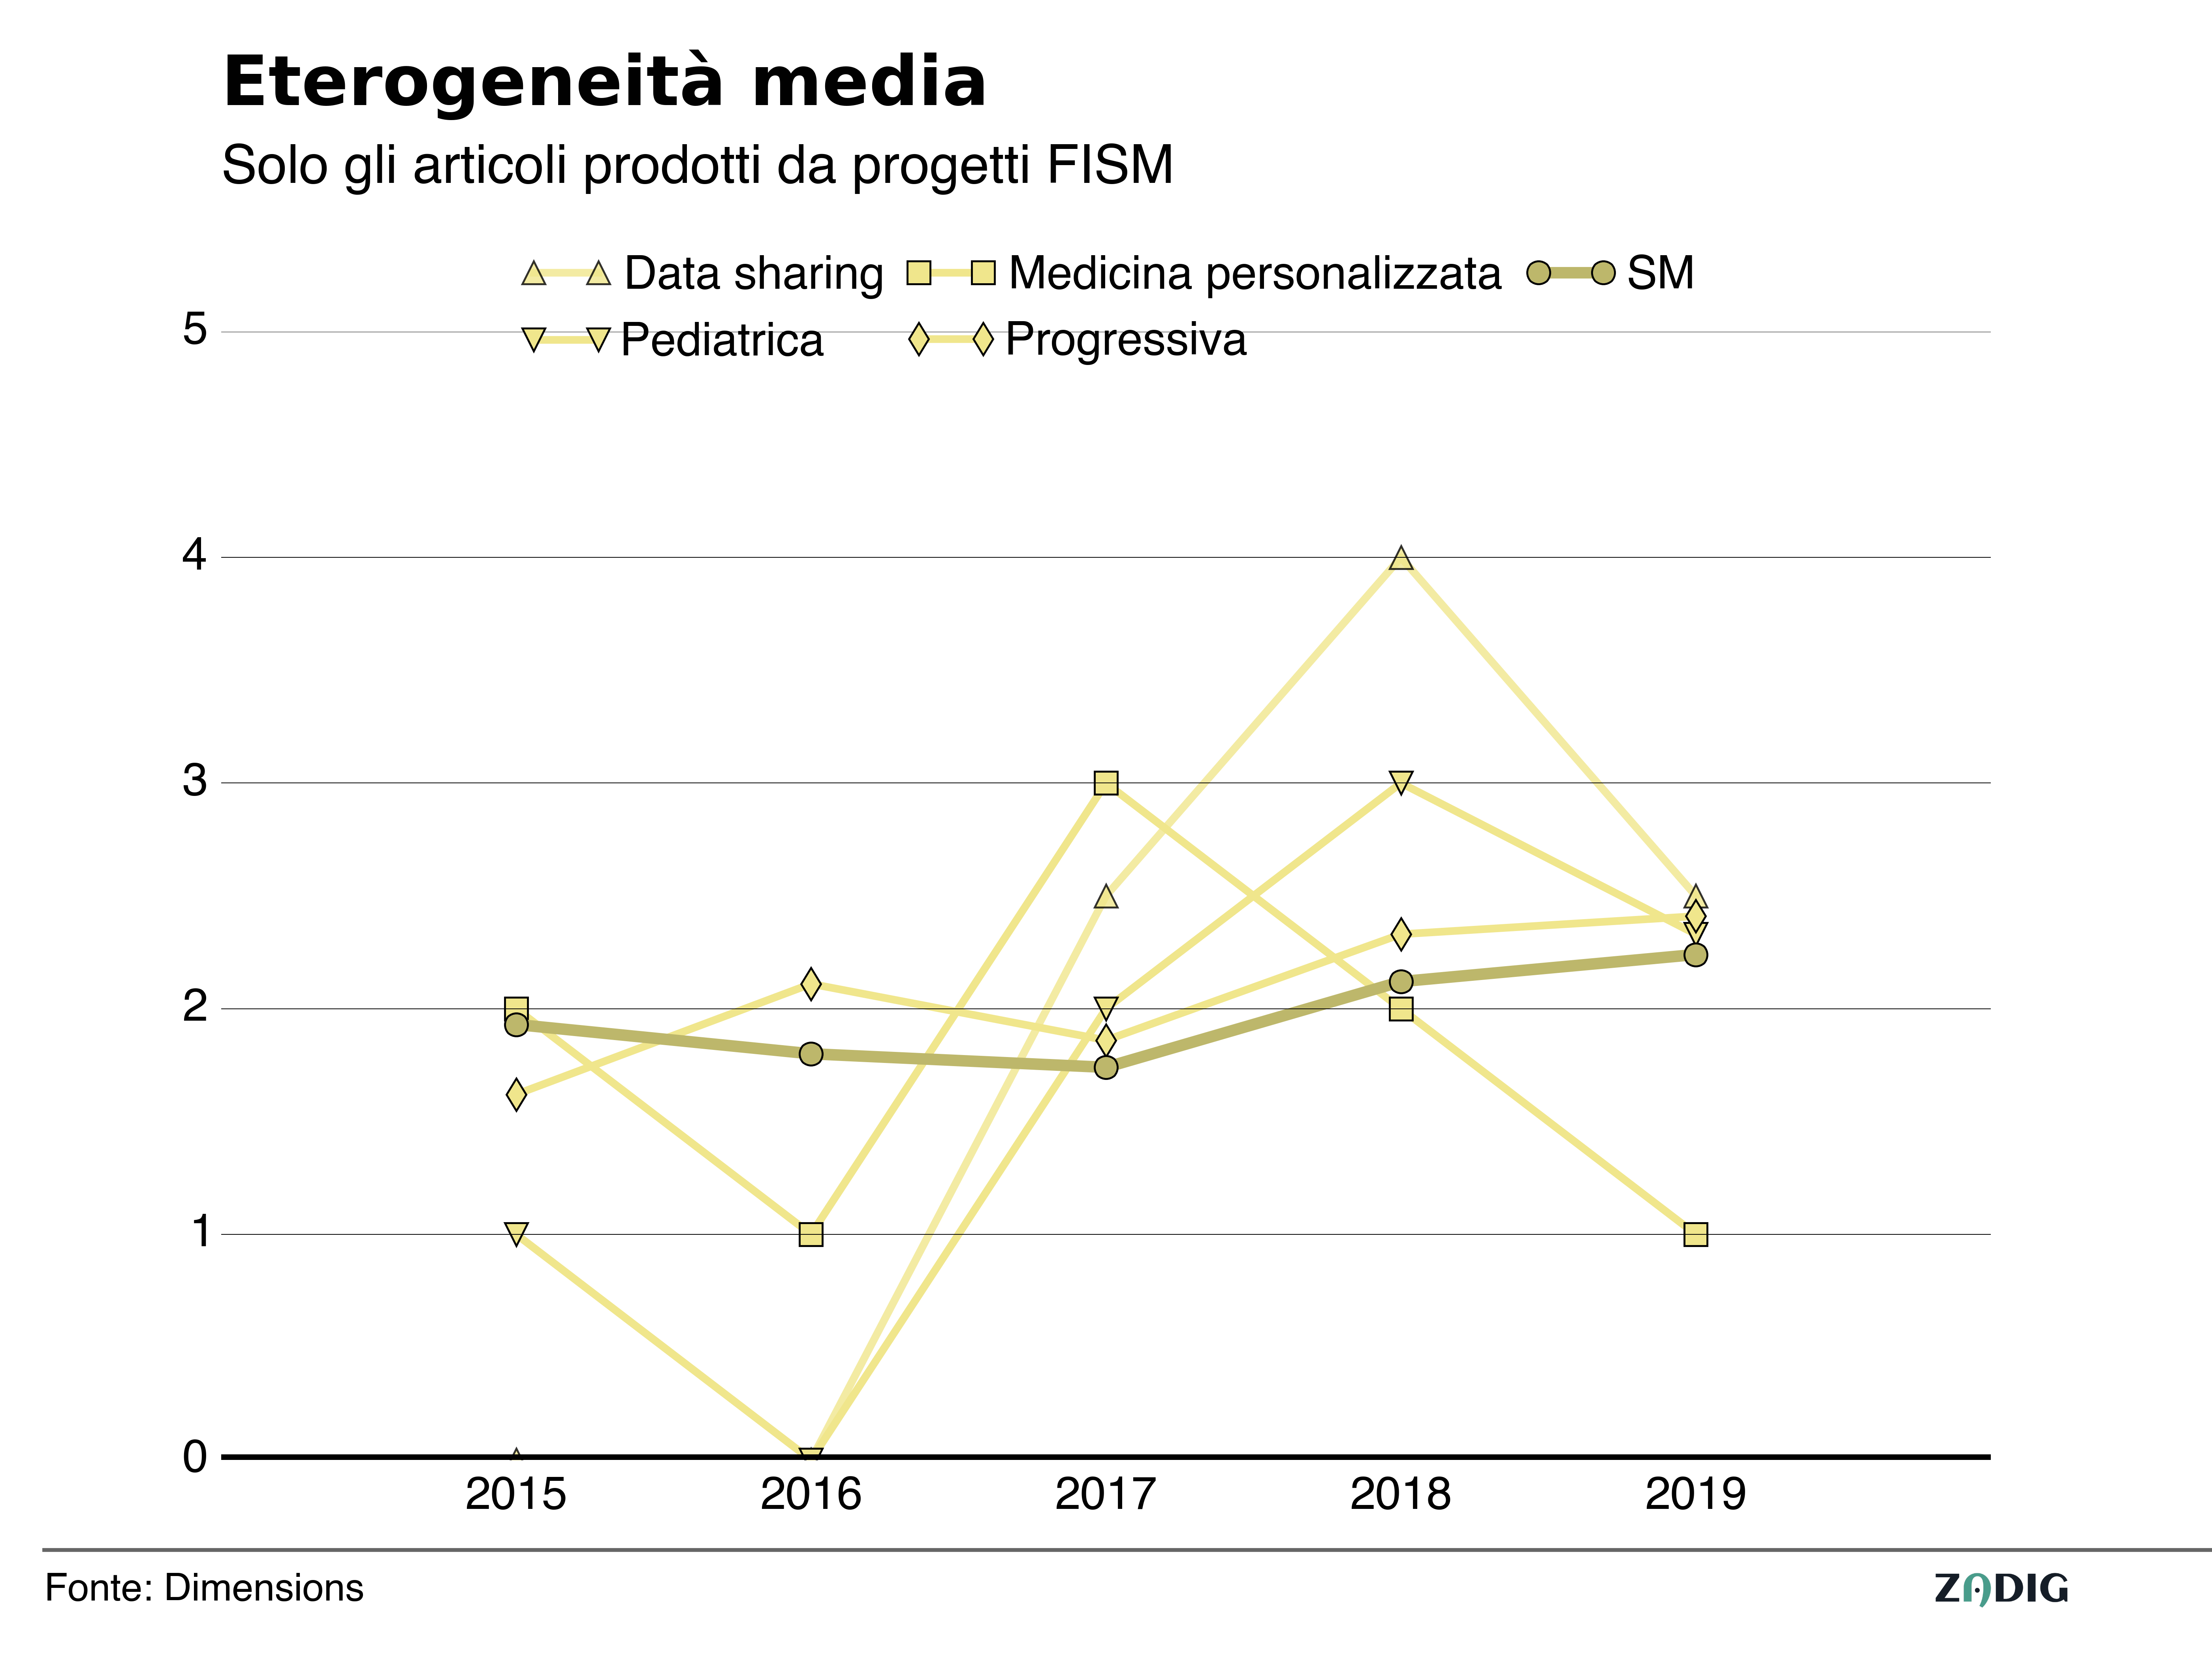 Eterogeneità media
Solo gli articoli prodotti da progetti FISM
Data sharing Medicina personalizzata SM
Pediatrica Progressiva
5
4
3
2
1
0
2015 2016 2017 2018 2019
Fonte: Dimensions
ZADIG